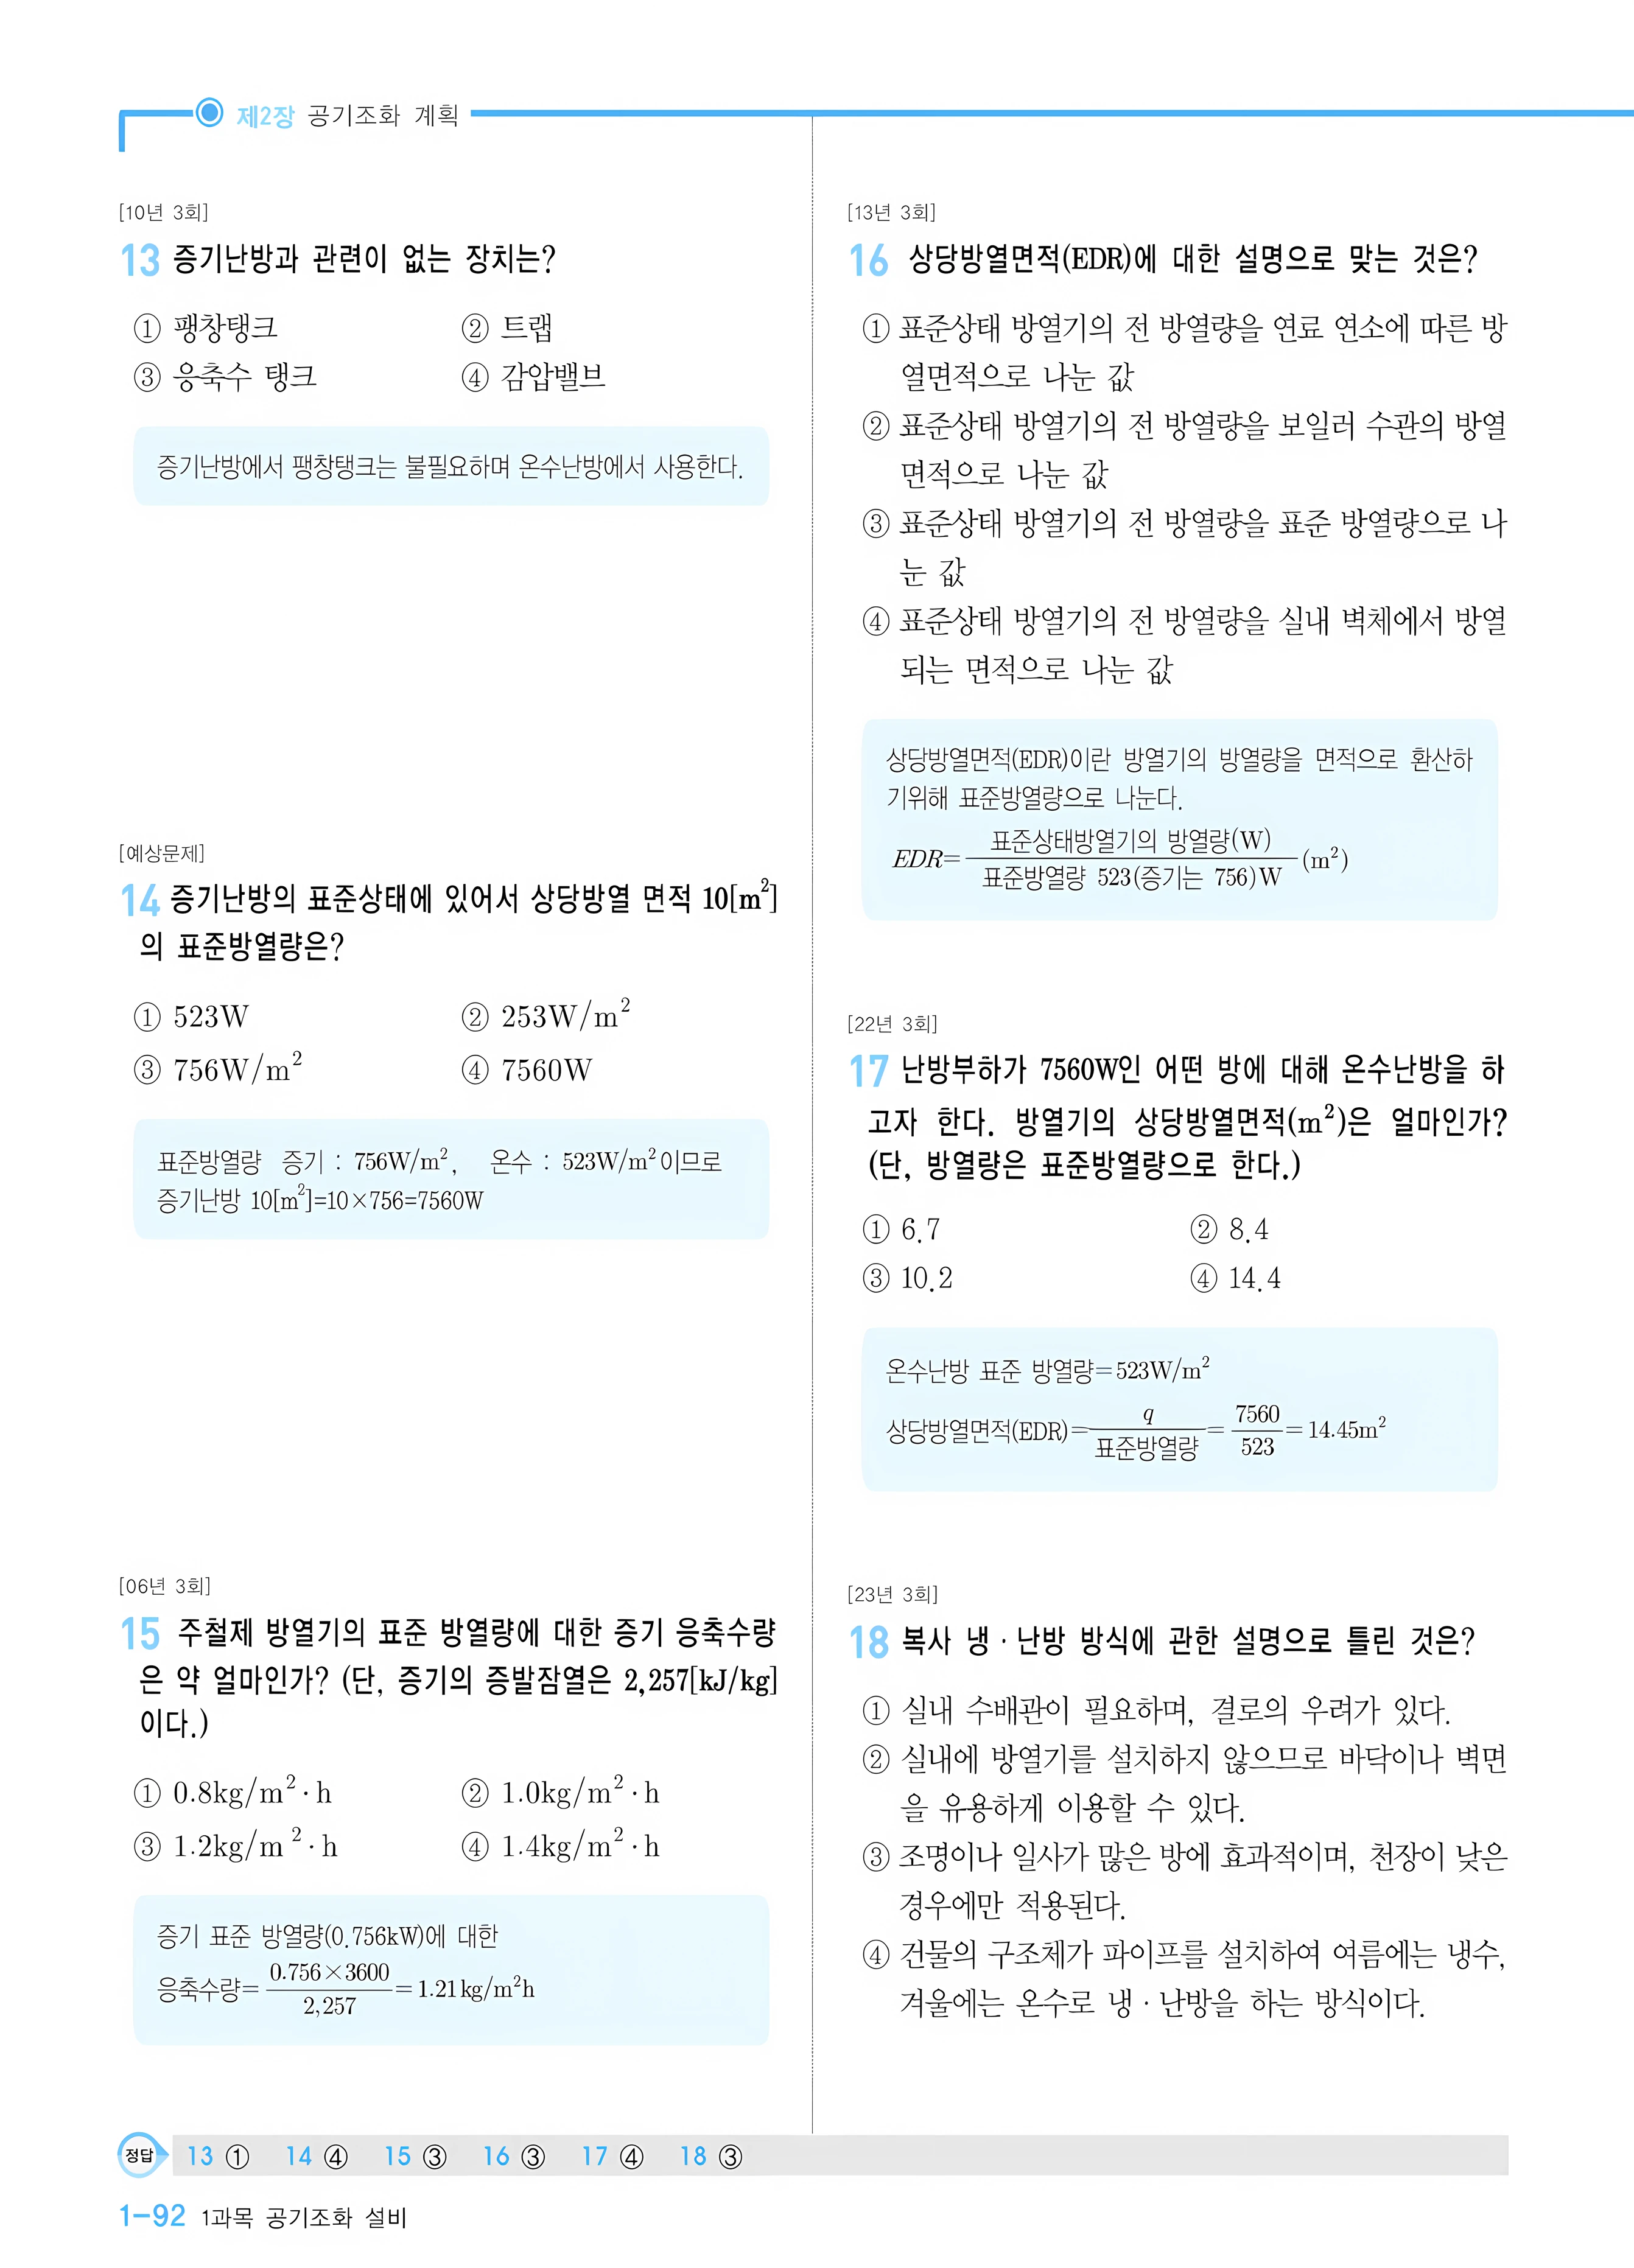 제2장 공기조화 계획
[10년 3회]
13 증기난방과 관련이 없는 장치는?
① 팽창탱크 ② 트랩
③ 응축수 탱크 ④ 감압밸브
증기난방에서 팽창탱크는 불필요하며 온수난방에서 사용한다.
[예상문제]
14 증기난방의 표준상태에 있어서 상당방열 면적 10[m²]
의 표준방열량은?
① 523W ② 253W/m²
③ 756W/m² ④ 7560W
표준방열량 증기 : 756W/m², 온수 : 523W/m²이므로
증기난방 10[m²]=10×756=7560W
[06년 3회]
15 주철제 방열기의 표준 방열량에 대한 증기 응축수량
은 약 얼마인가? (단, 증기의 증발잠열은 2,257[kJ/kg]
이다.)
① 0.8kg/m²·h ② 1.0kg/m²·h
③ 1.2kg/m²·h ④ 1.4kg/m²·h
증기 표준 방열량(0.756kW)에 대한
응축수량= 0.756×3600 / 2,257 = 1.21kg/m²h
[13년 3회]
16 상당방열면적(EDR)에 대한 설명으로 맞는 것은?
① 표준상태 방열기의 전 방열량을 연료 연소에 따른 방
열면적으로 나눈 값
② 표준상태 방열기의 전 방열량을 보일러 수관의 방열
면적으로 나눈 값
③ 표준상태 방열기의 전 방열량을 표준 방열량으로 나
눈 값
④ 표준상태 방열기의 전 방열량을 실내 벽체에서 방열
되는 면적으로 나눈 값
상당방열면적(EDR)이란 방열기의 방열량을 면적으로 환산하
기위해 표준방열량으로 나눈다.
EDR= 표준상태방열기의 방열량(W) / 표준방열량 523(증기는 756)W (m²)
[22년 3회]
17 난방부하가 7560W인 어떤 방에 대해 온수난방을 하
고자 한다. 방열기의 상당방열면적(m²)은 얼마인가?
(단, 방열량은 표준방열량으로 한다.)
① 6.7 ② 8.4
③ 10.2 ④ 14.4
온수난방 표준 방열량=523W/m²
상당방열면적(EDR)= q / 표준방열량 = 7560 / 523 = 14.45m²
[23년 3회]
18 복사 냉·난방 방식에 관한 설명으로 틀린 것은?
① 실내 수배관이 필요하며, 결로의 우려가 있다.
② 실내에 방열기를 설치하지 않으므로 바닥이나 벽면
을 유용하게 이용할 수 있다.
③ 조명이나 일사가 많은 방에 효과적이며, 천장이 낮은
경우에만 적용된다.
④ 건물의 구조체가 파이프를 설치하여 여름에는 냉수,
겨울에는 온수로 냉·난방을 하는 방식이다.
정답 13 ① 14 ④ 15 ③ 16 ③ 17 ④ 18 ③
1-92 1과목 공기조화 설비